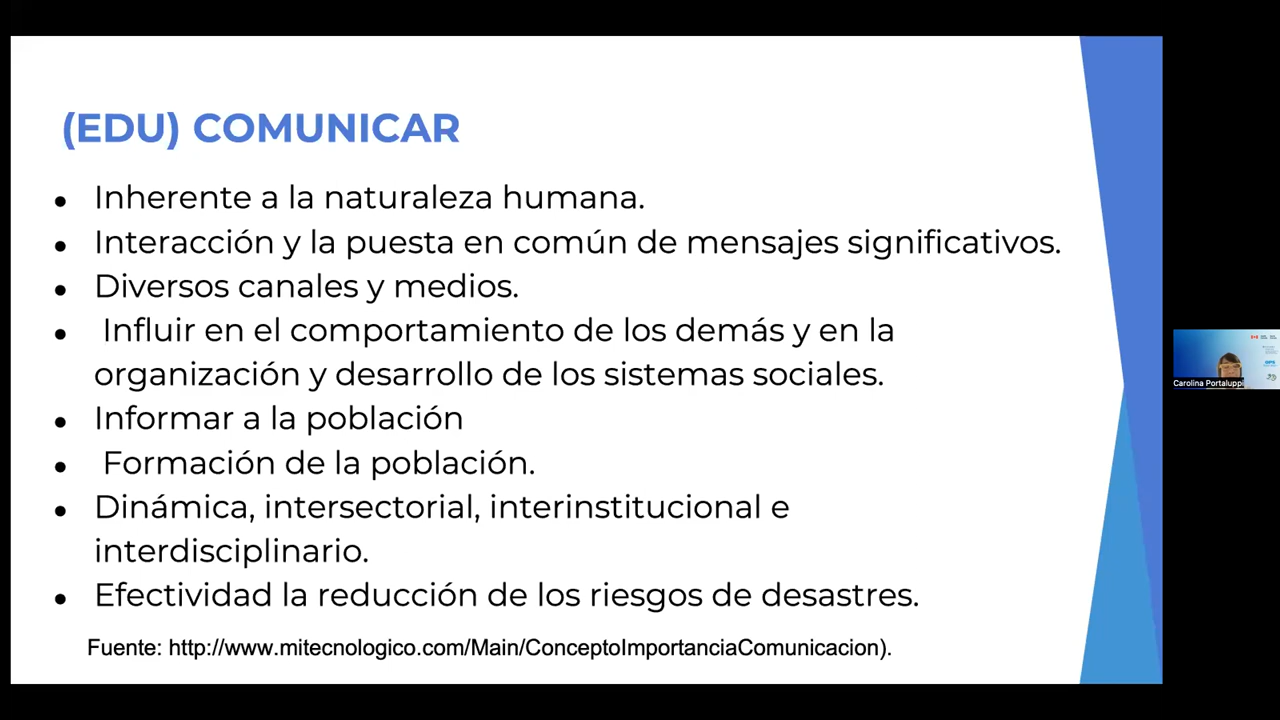 (EDU) COMUNICAR
● Inherente a la naturaleza humana.
● Interacción y la puesta en común de mensajes significativos.
● Diversos canales y medios.
● Influir en el comportamiento de los demás y en la
organización y desarrollo de los sistemas sociales.
● Informar a la población
● Formación de la población.
● Dinámica, intersectorial, interinstitucional e
interdisciplinario.
● Efectividad la reducción de los riesgos de desastres.
Fuente: http://www.mitecnologico.com/Main/ConceptoImportanciaComunicacion).
Carolina Portaluppi